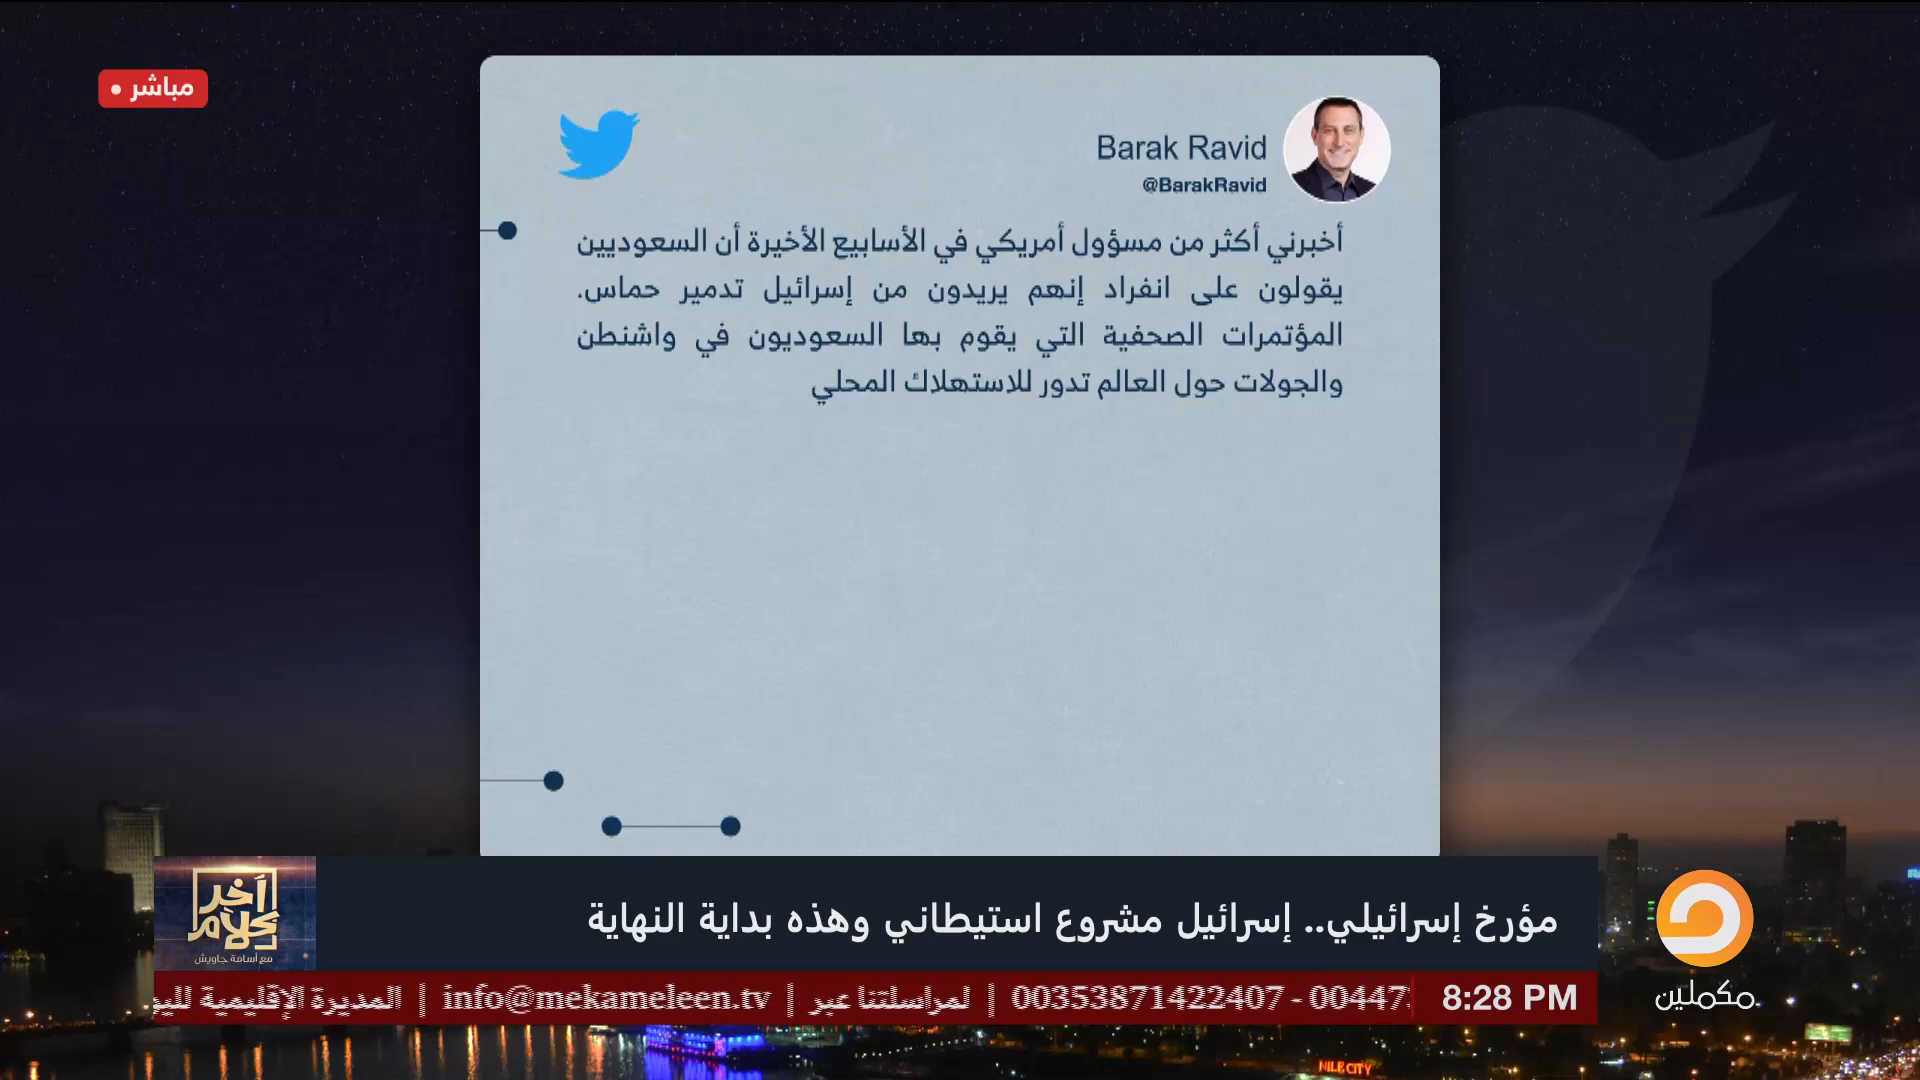 مباشر
Barak Ravid
@BarakRavid
أخبرني أكثر من مسؤول أمريكي في الأسابيع الأخيرة أن السعوديين
يقولون على انفراد إنهم يريدون من إسرائيل تدمير حماس.
المؤتمرات الصحفية التي يقوم بها السعوديون في واشنطن
والجولات حول العالم تدور للاستهلاك المحلي
آخر
كلام
مع أسامة جاويش
مؤرخ إسرائيلي.. إسرائيل مشروع استيطاني وهذه بداية النهاية
00353871422407 - 00447 | لمراسلتنا عبر | info@mekameleen.tv | المديرة الإقليمية
8:28 PM
مكملين
NILE CITY